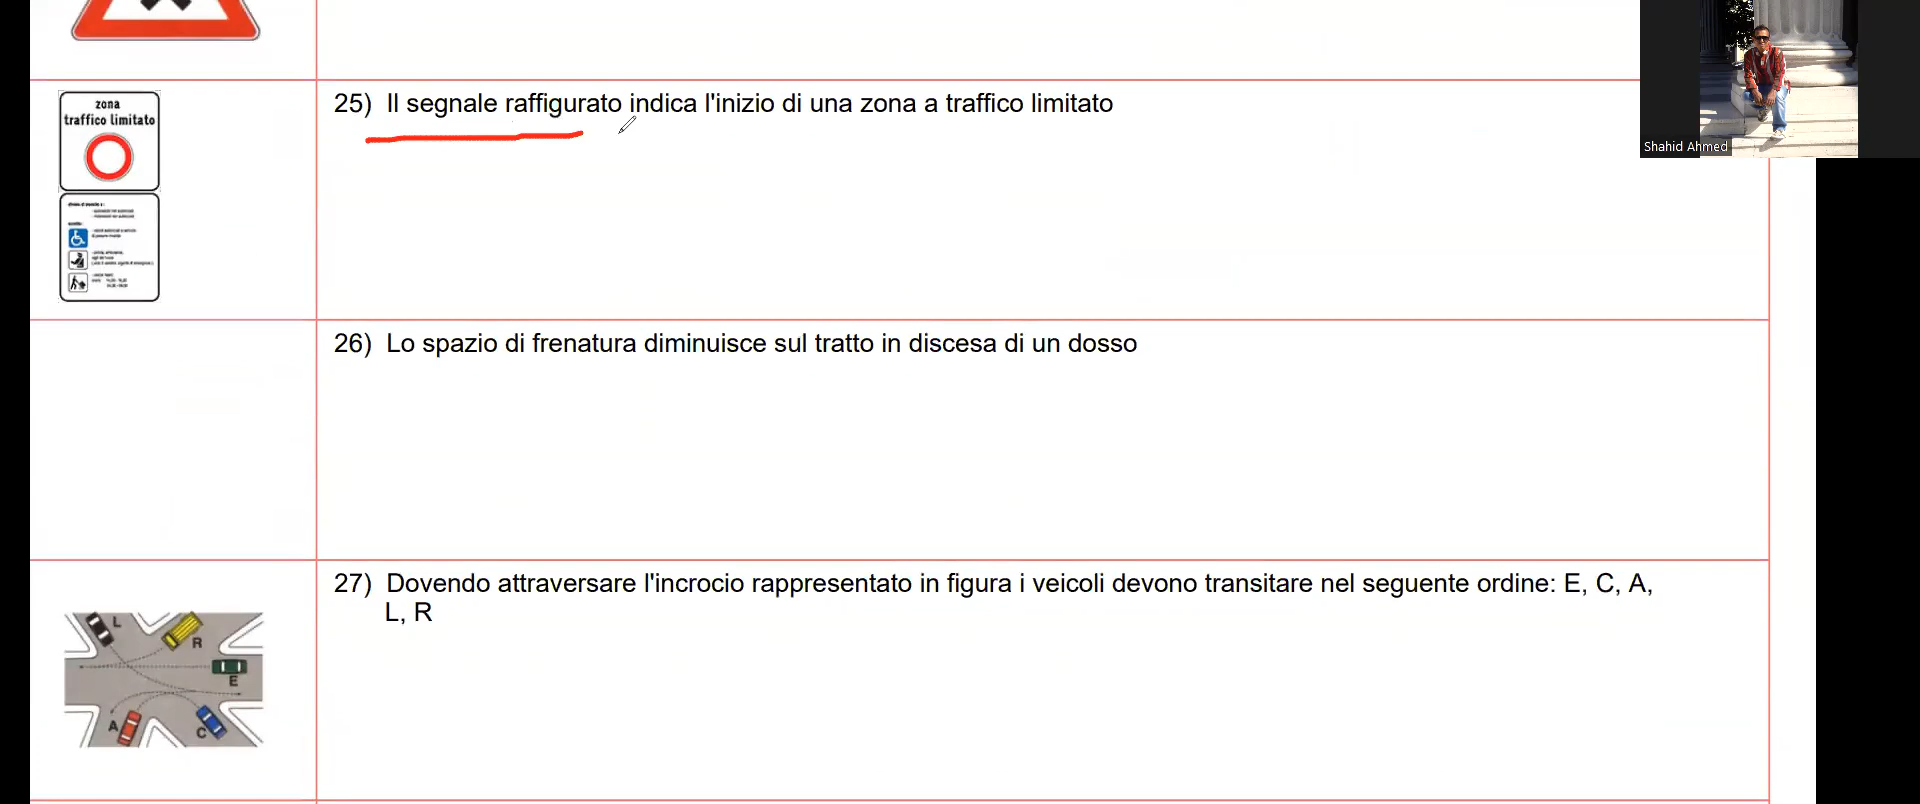 zona
traffico limitato
25) Il segnale raffigurato indica l'inizio di una zona a traffico limitato
Shahid Ahmed
26) Lo spazio di frenatura diminuisce sul tratto in discesa di un dosso
27) Dovendo attraversare l'incrocio rappresentato in figura i veicoli devono transitare nel seguente ordine: E, C, A,
L, R
L
R
E
A
C